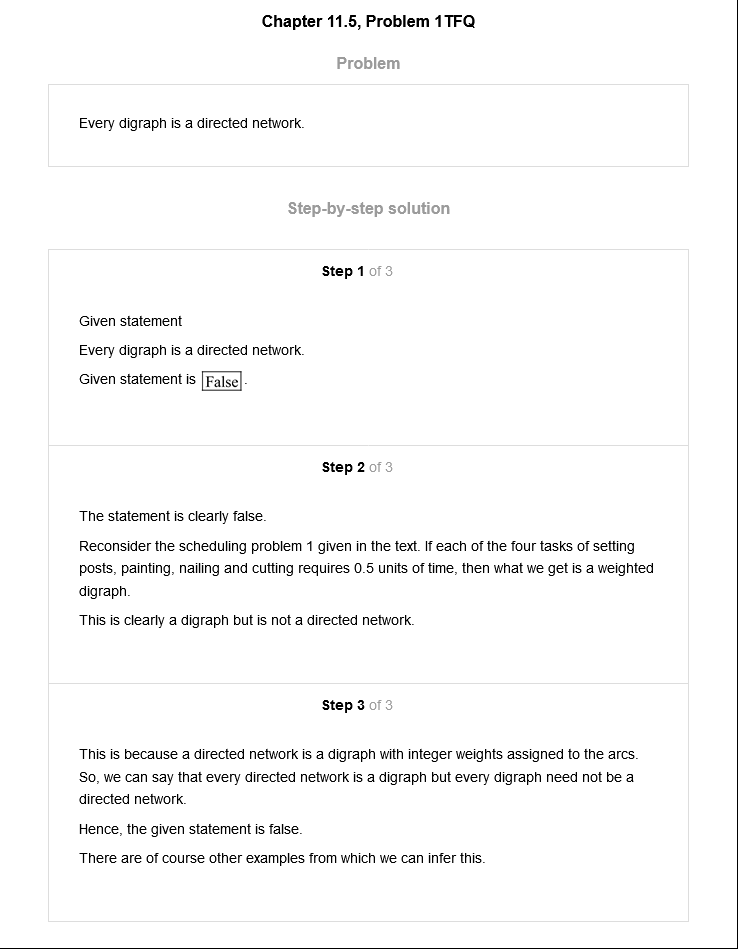 Chapter 11.5, Problem 1TFQ
Problem
Every digraph is a directed network.
Step-by-step solution
Step 1 of 3
Given statement
Every digraph is a directed network.
Given statement is False.
Step 2 of 3
The statement is clearly false.
Reconsider the scheduling problem 1 given in the text. If each of the four tasks of setting
posts, painting, nailing and cutting requires 0.5 units of time, then what we get is a weighted
digraph.
This is clearly a digraph but is not a directed network.
Step 3 of 3
This is because a directed network is a digraph with integer weights assigned to the arcs.
So, we can say that every directed network is a digraph but every digraph need not be a
directed network.
Hence, the given statement is false.
There are of course other examples from which we can infer this.